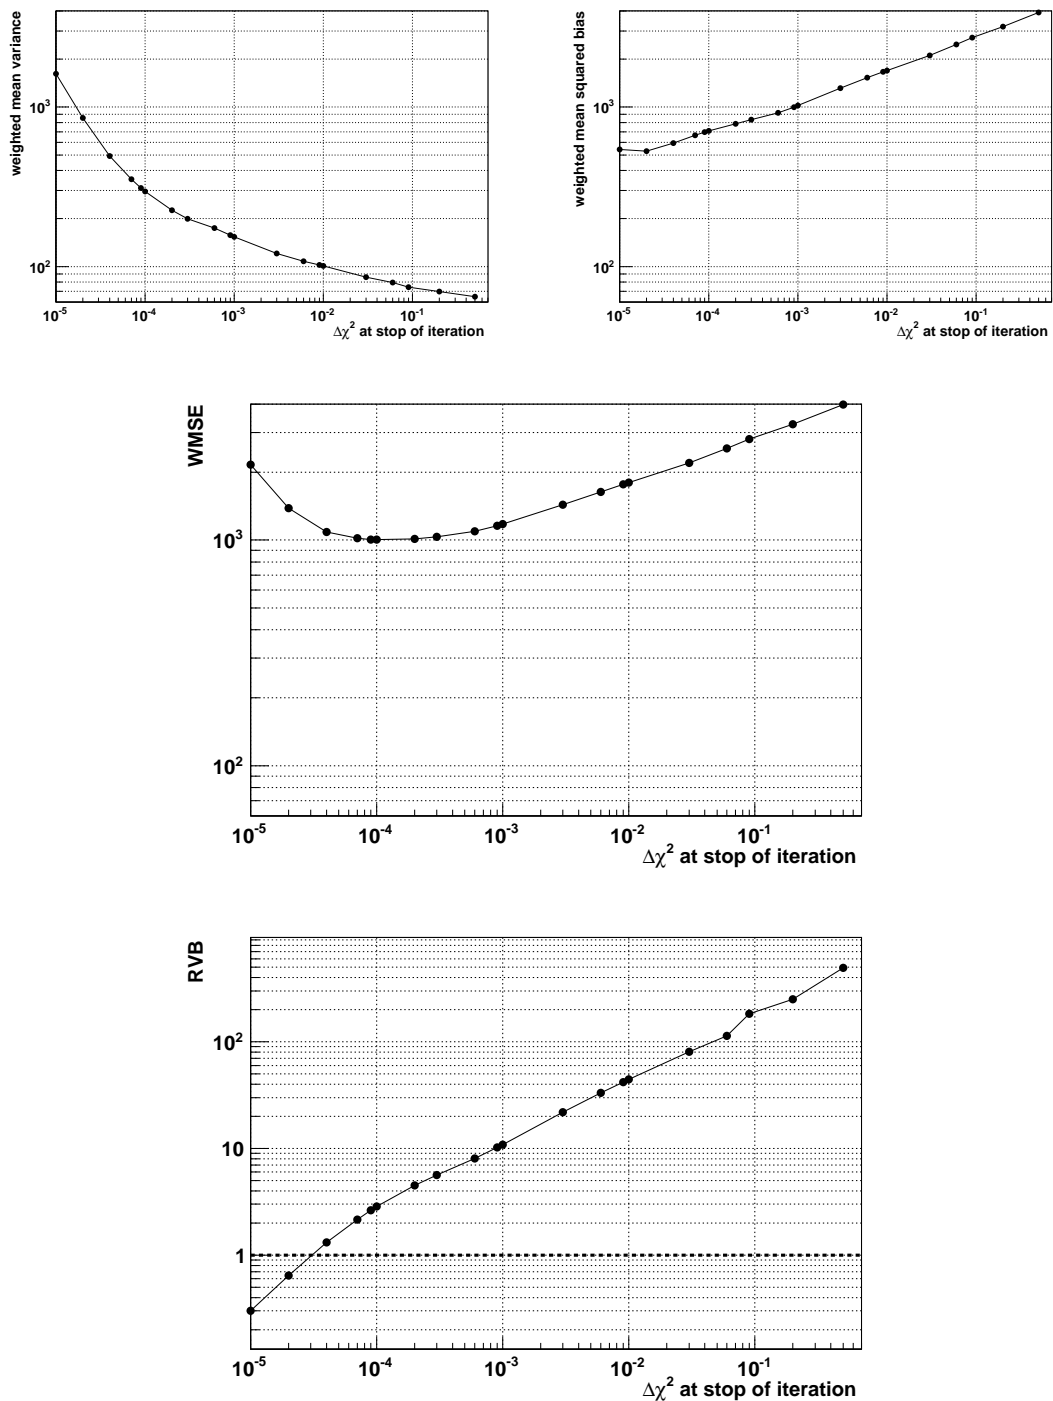 weighted mean variance
10³
10²
10⁻⁵ 10⁻⁴ 10⁻³ 10⁻² 10⁻¹
Δχ² at stop of iteration
weighted mean squared bias
10³
10²
10⁻⁵ 10⁻⁴ 10⁻³ 10⁻² 10⁻¹
Δχ² at stop of iteration
WMSE
10³
10²
10⁻⁵ 10⁻⁴ 10⁻³ 10⁻² 10⁻¹
Δχ² at stop of iteration
RVB
10²
10
1
10⁻⁵ 10⁻⁴ 10⁻³ 10⁻² 10⁻¹
Δχ² at stop of iteration